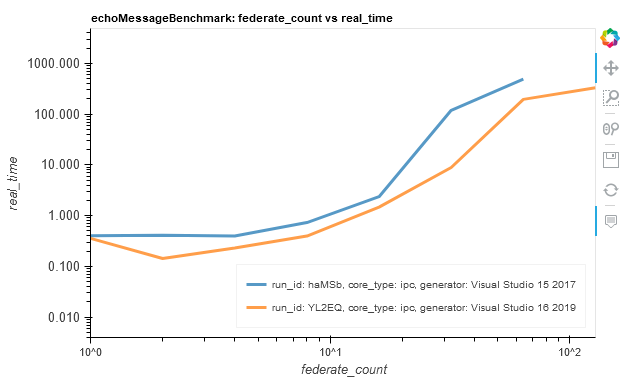 echoMessageBenchmark: federate_count vs real_time
1000.000
100.000
10.000
1.000
0.100
0.010
real_time
run_id: haMSb, core_type: ipc, generator: Visual Studio 15 2017
run_id: YL2EQ, core_type: ipc, generator: Visual Studio 16 2019
10^0
10^1
10^2
federate_count